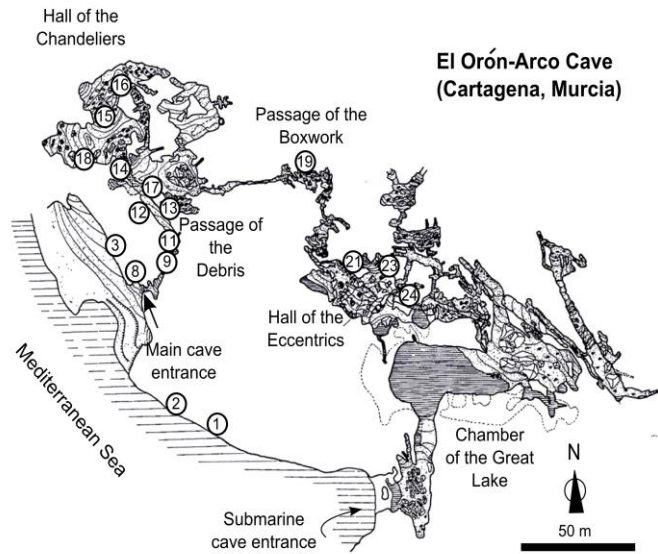 Hall of the
Chandeliers
El Orón-Arco Cave
(Cartagena, Murcia)
16
15
Passage of
the Boxwork
18
14
19
17
13
12
Passage of
the
Debris
3
11
9
8
21
23
24
Hall of the
Eccentrics
Main cave
entrance
Mediterranean Sea
2
1
Chamber
of the Great
Lake
N
Submarine
cave entrance
50 m